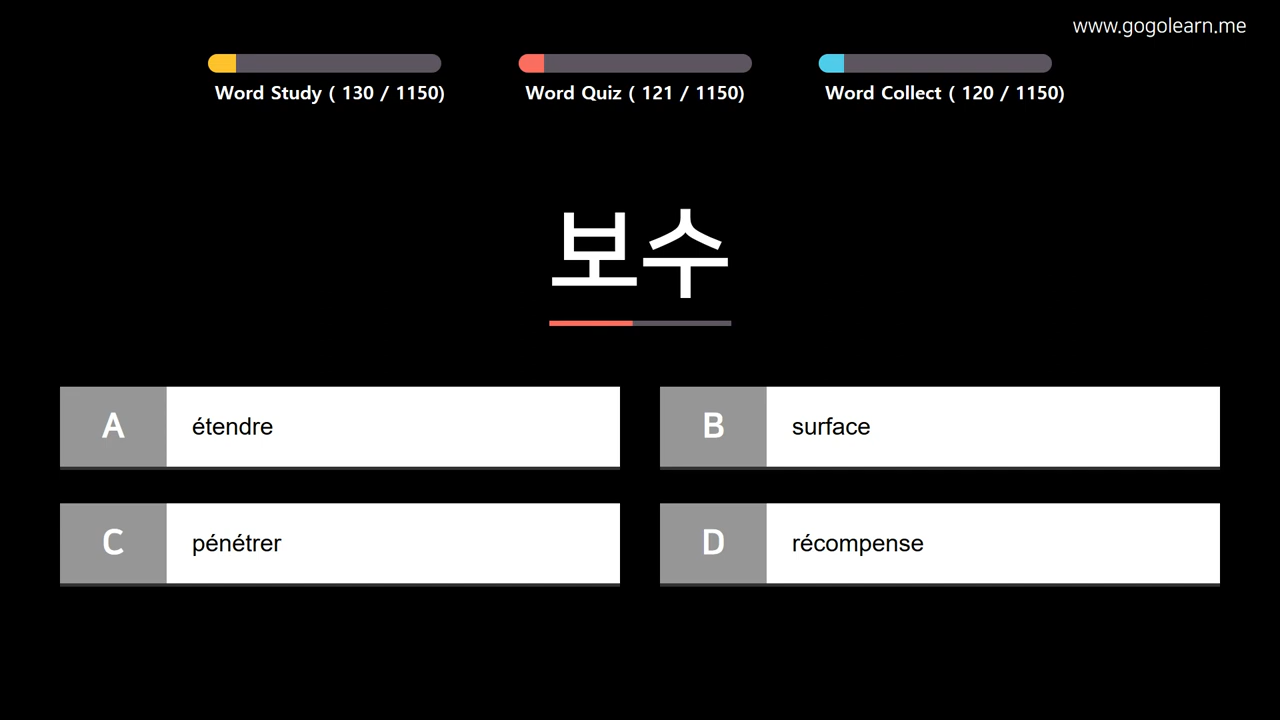 www.gogolearn.me
Word Study ( 130 / 1150)
Word Quiz ( 121 / 1150)
Word Collect ( 120 / 1150)
보수
A étendre
B surface
C pénétrer
D récompense